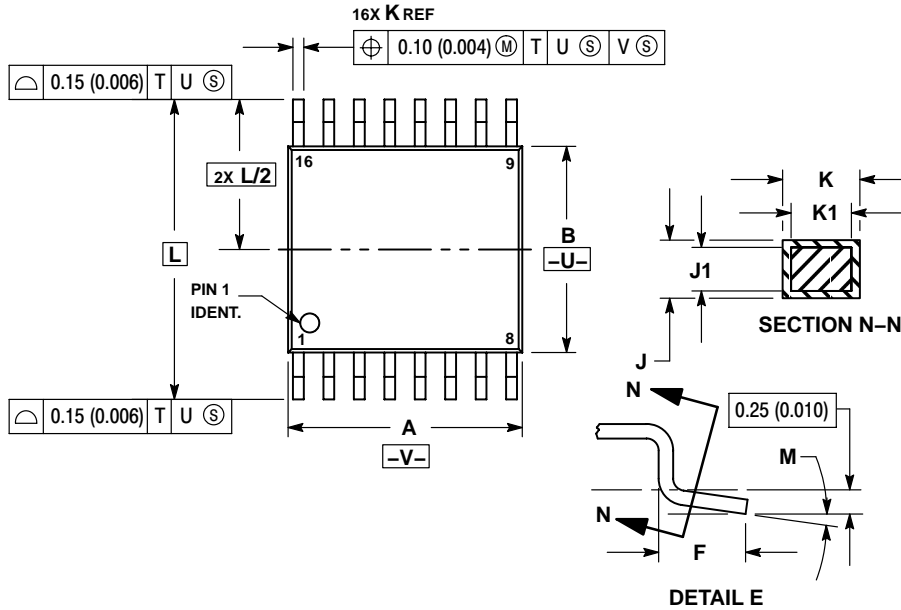 16X K REF
⌖ 0.10 (0.004) Ⓜ T U Ⓢ V Ⓢ
⌓ 0.15 (0.006) T U Ⓢ
16
9
2X L/2
L
B
–U–
PIN 1
IDENT.
1
8
K
K1
J1
J
SECTION N–N
⌓ 0.15 (0.006) T U Ⓢ
A
–V–
N
0.25 (0.010)
M
N
F
DETAIL E